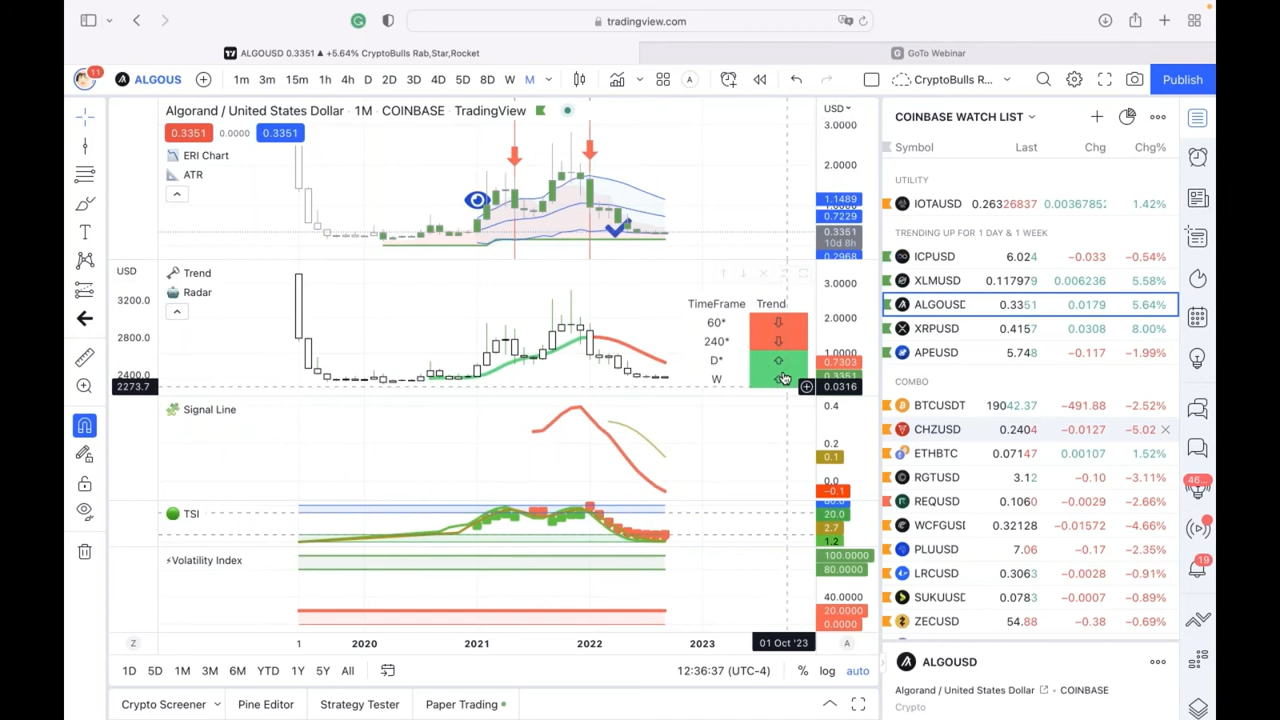 tradingview.com
ALGOUSD 0.3351 ▲ +5.64% CryptoBulls Rab,Star,Rocket
GoTo Webinar
11
ALGOUS
1m 3m 15m 1h 4h D 2D 3D 4D 5D 8D W M
CryptoBulls R...
Publish
Algorand / United States Dollar · 1M · COINBASE · TradingView
USD
0.3351 0.0000 0.3351
ERI Chart
ATR
3.0000
2.0000
1.1489
0.7229
0.3351
10d 8h
0.2968
USD
Trend
Radar
3200.0
2800.0
2400.0
2273.7
TimeFrame Trend
60*
240*
D*
W
3.0000
2.0000
1.0000
0.7303
0.3351
0.0316
Signal Line
0.4
0.2
0.1
0.0
−0.1
TSI
20.0
2.7
1.2
⚡Volitility Index
100.0000
80.0000
40.0000
20.0000
0.0000
Z
1 2020 2021 2022 2023
01 Oct '23
A
1D 5D 1M 3M 6M YTD 1Y 5Y All
12:36:37 (UTC-4)
% log auto
Crypto Screener
Pine Editor
Strategy Tester
Paper Trading
COINBASE WATCH LIST
Symbol Last Chg Chg%
UTILITY
IOTAUSD 0.26326837 0.00367852 1.42%
TRENDING UP FOR 1 DAY & 1 WEEK
ICPUSD 6.024 −0.033 −0.54%
XLMUSD 0.117979 0.006236 5.58%
ALGOUSD 0.3351 0.0179 5.64%
XRPUSD 0.4157 0.0308 8.00%
APEUSD 5.748 −0.117 −1.99%
COMBO
BTCUSDT 19042.37 −491.88 −2.52%
CHZUSD 0.2404 −0.0127 −5.02
ETHBTC 0.07147 0.00107 1.52%
RGTUSD 3.12 −0.10 −3.11%
REQUSD 0.1060 −0.0029 −2.66%
WCFGUSI 0.32128 −0.01572 −4.66%
PLUUSD 7.06 −0.17 −2.35%
LRCUSD 0.3063 −0.0028 −0.91%
SUKUUSD 0.0783 −0.0007 −0.89%
ZECUSD 54.88 −0.38 −0.69%
ALGOUSD
Algorand / United States Dollar · COINBASE
Crypto
46...
19